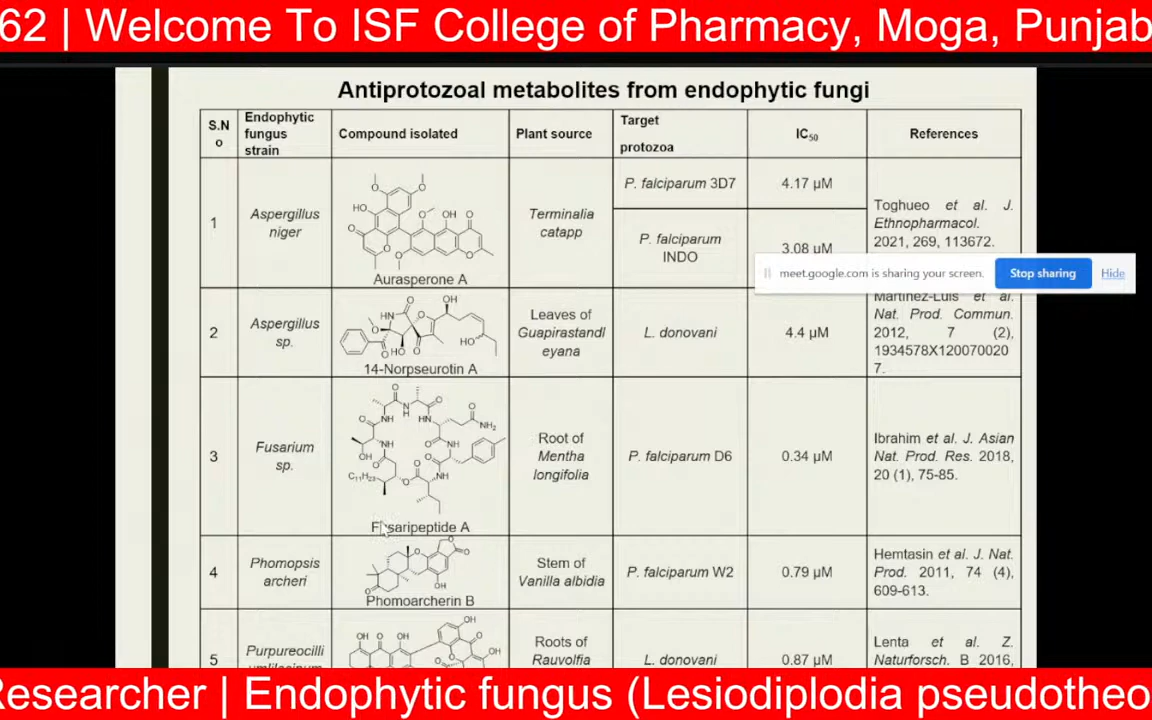 62 | Welcome To ISF College of Pharmacy, Moga, Punjab
Antiprotozoal metabolites from endophytic fungi
S.N
o
Endophytic
fungus
strain
Compound isolated
Plant source
Target
protozoa
IC50
References
1
Aspergillus
niger
Aurasperone A
Terminalia
catapp
P. falciparum 3D7
4.17 µM
P. falciparum
INDO
3.08 µM
Toghueo et al. J.
Ethnopharmacol.
2021, 269, 113672.
meet.google.com is sharing your screen.
Stop sharing
Hide
2
Aspergillus
sp.
14-Norpseurotin A
Leaves of
Guapirastandl
eyana
L. donovani
4.4 µM
Martinez-Luis et al.
Nat. Prod. Commun.
2012, 7 (2),
1934578X120070020
7.
3
Fusarium
sp.
Fusaripeptide A
Root of
Mentha
longifolia
P. falciparum D6
0.34 µM
Ibrahim et al. J. Asian
Nat. Prod. Res. 2018,
20 (1), 75-85.
4
Phomopsis
archeri
Phomoarcherin B
Stem of
Vanilla albidia
P. falciparum W2
0.79 µM
Hemtasin et al. J. Nat.
Prod. 2011, 74 (4),
609-613.
5
Purpureocilli
Roots of
Rauvolfia
L. donovani
0.87 µM
Lenta et al. Z.
Naturforsch. B 2016,
Researcher | Endophytic fungus (Lesiodiplodia pseudotheo